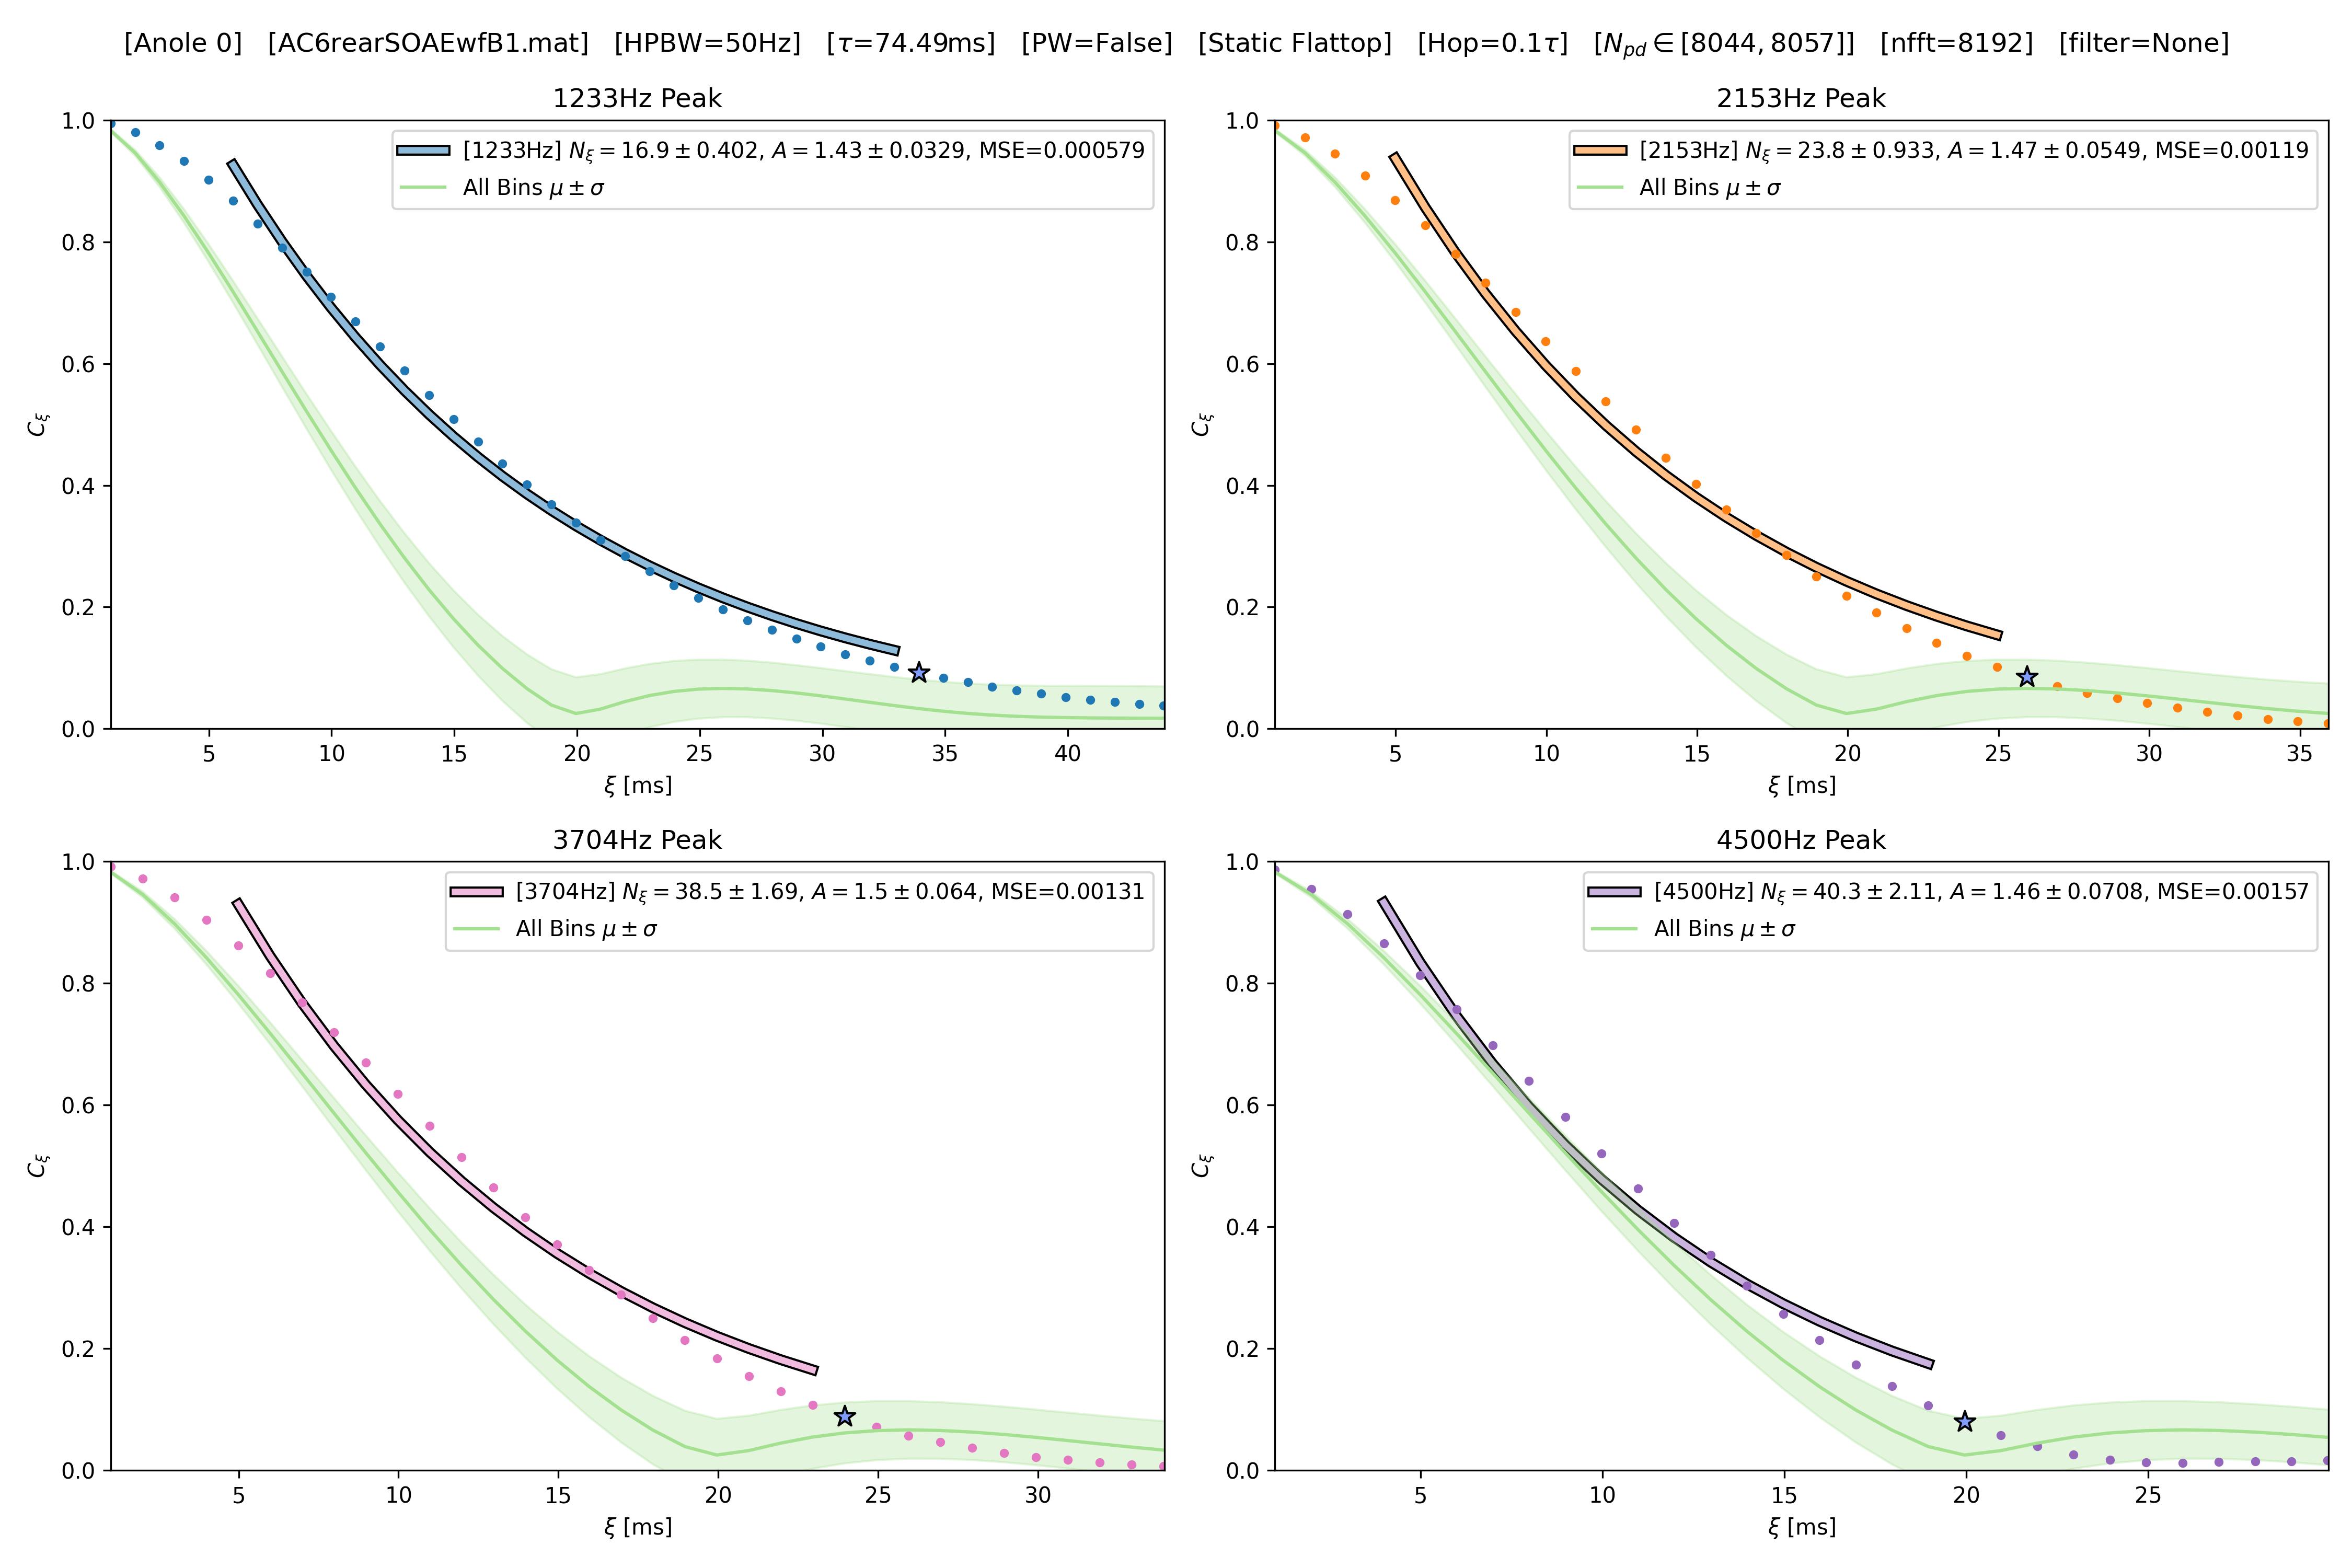 [Anole 0] [AC6rearSOAEwfB1.mat] [HPBW=50Hz] [τ=74.49ms] [PW=False] [Static Flattop] [Hop=0.1τ] [N_pd ∈ [8044, 8057]] [nfft=8192] [filter=None]
1233Hz Peak
[1233Hz] N_ξ = 16.9 ± 0.402, A = 1.43 ± 0.0329, MSE=0.000579
All Bins μ ± σ
1.0
0.8
0.6
0.4
0.2
0.0
C_ξ
5 10 15 20 25 30 35 40
ξ [ms]
2153Hz Peak
[2153Hz] N_ξ = 23.8 ± 0.933, A = 1.47 ± 0.0549, MSE=0.00119
All Bins μ ± σ
1.0
0.8
0.6
0.4
0.2
0.0
C_ξ
5 10 15 20 25 30 35
ξ [ms]
3704Hz Peak
[3704Hz] N_ξ = 38.5 ± 1.69, A = 1.5 ± 0.064, MSE=0.00131
All Bins μ ± σ
1.0
0.8
0.6
0.4
0.2
0.0
C_ξ
5 10 15 20 25 30
ξ [ms]
4500Hz Peak
[4500Hz] N_ξ = 40.3 ± 2.11, A = 1.46 ± 0.0708, MSE=0.00157
All Bins μ ± σ
1.0
0.8
0.6
0.4
0.2
0.0
C_ξ
5 10 15 20 25
ξ [ms]